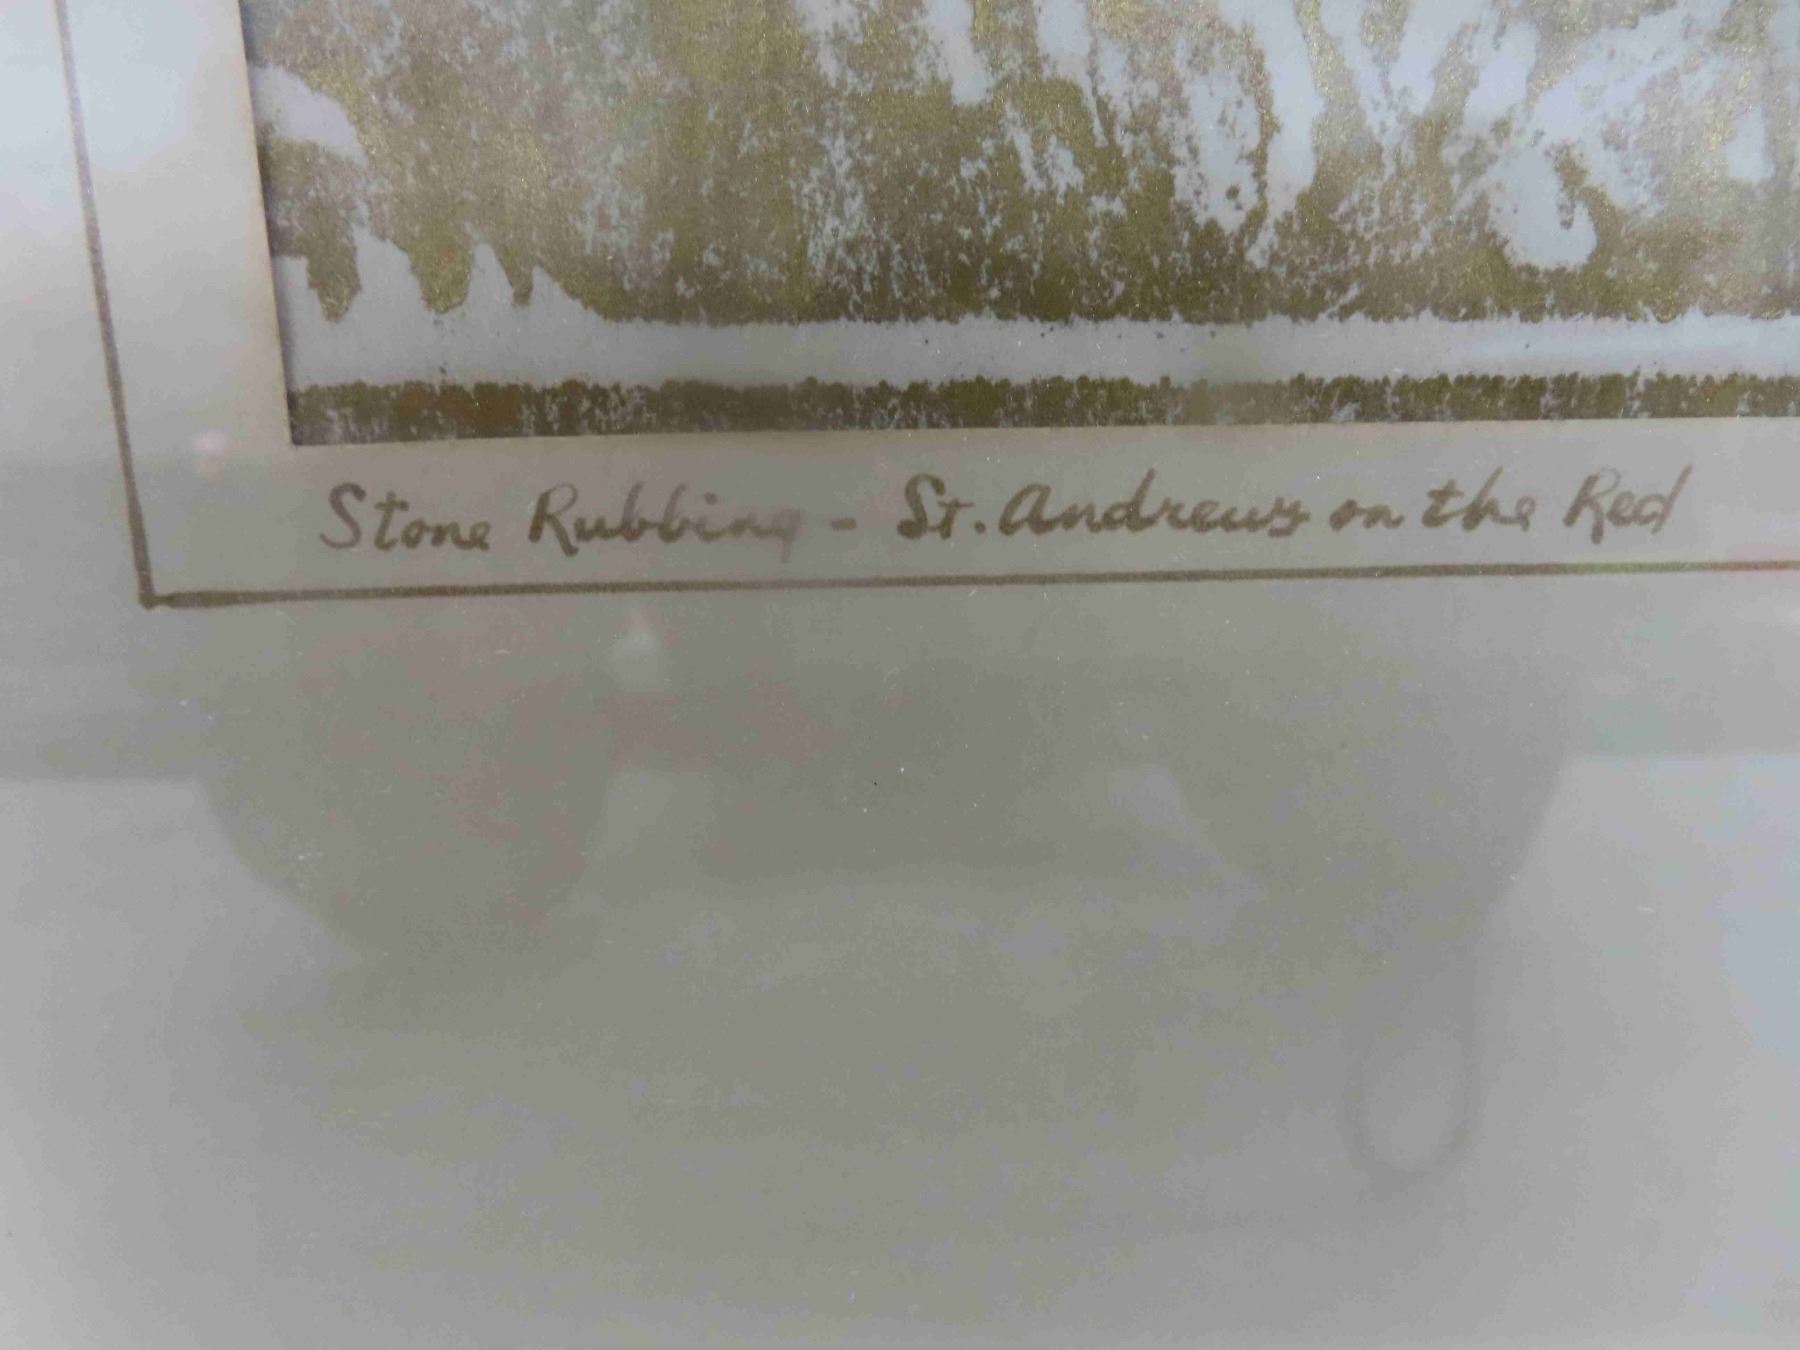 Stone Rubbing - St. Andrews on the Red